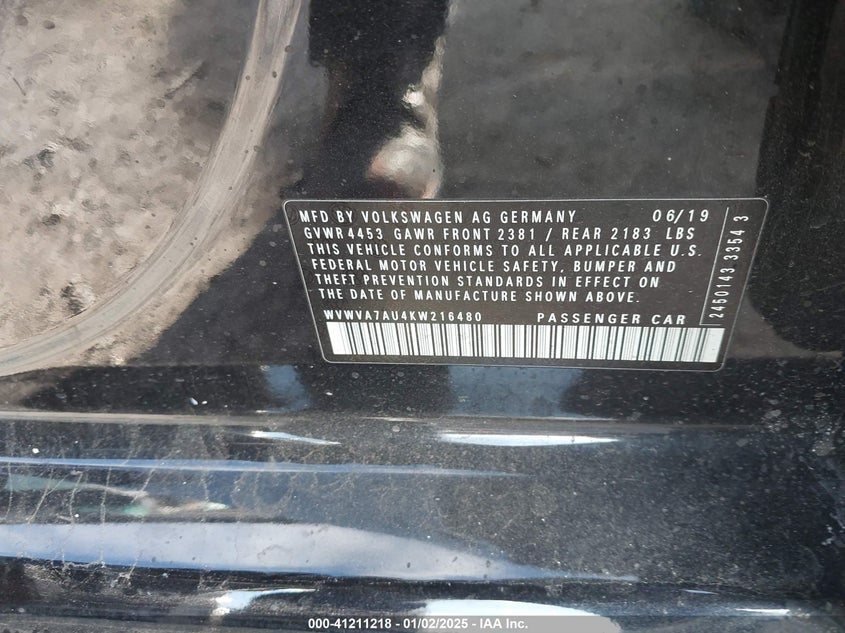 MFD BY VOLKSWAGEN AG GERMANY 06/19
GVWR 4453 GAWR FRONT 2381 / REAR 2183 LBS
THIS VEHICLE CONFORMS TO ALL APPLICABLE U.S.
FEDERAL MOTOR VEHICLE SAFETY, BUMPER AND
THEFT PREVENTION STANDARDS IN EFFECT ON
THE DATE OF MANUFACTURE SHOWN ABOVE.
WVWVA7AU4KW216480 PASSENGER CAR
2450143 3354 3
000-41211218 - 01/02/2025 - IAA Inc.